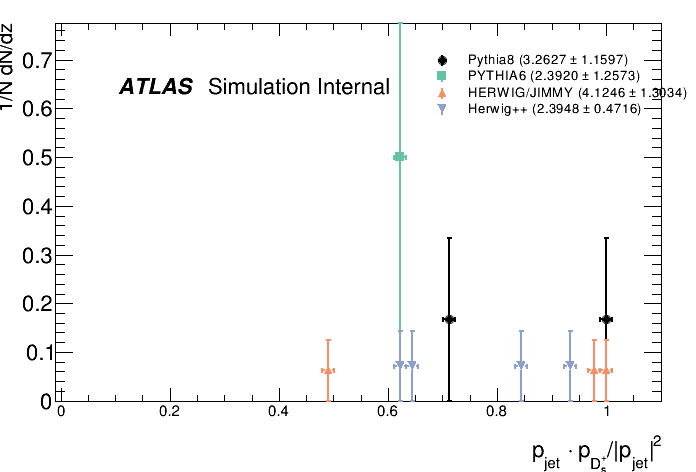 1/N dN/dz
0.7
0.6
0.5
0.4
0.3
0.2
0.1
0
ATLAS Simulation Internal
Pythia8 (3.2627 ± 1.1597)
PYTHIA6 (2.3920 ± 1.2573)
HERWIG/JIMMY (4.1246 ± 1.3034)
Herwig++ (2.3948 ± 0.4716)
0 0.2 0.4 0.6 0.8 1
p_jet · p_{D_s^+}/|p_jet|^2